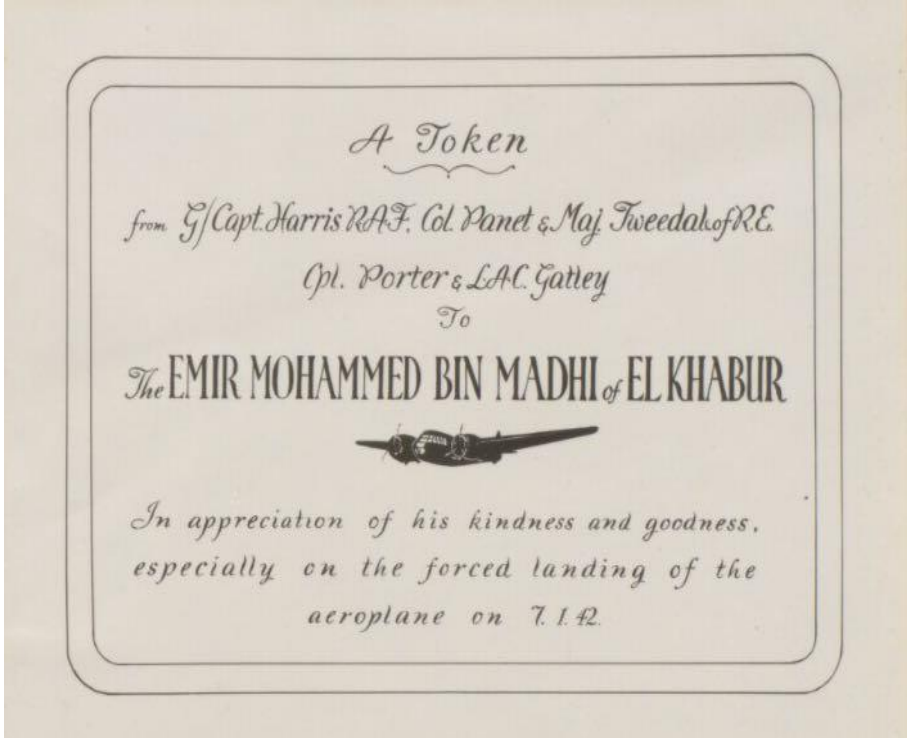 A Token
from G/Capt. Harris R.A.F. Col. Panet & Maj. Tweedale of R.E.
Cpl. Porter & L.A.C. Gatley
To
The EMIR MOHAMMED BIN MADHI of EL KHABUR
In appreciation of his kindness and goodness,
especially on the forced landing of the
aeroplane on 7. 1. 42.